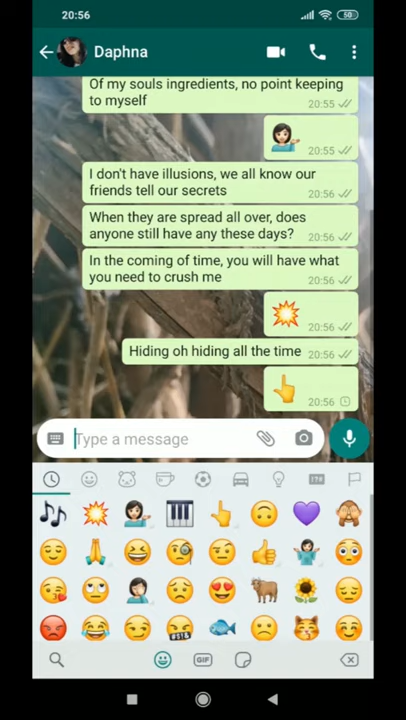 20:56
50
Daphna
Of my souls ingredients, no point keeping
to myself
20:55
20:55
I don't have illusions, we all know our
friends tell our secrets
20:56
When they are spread all over, does
anyone still have any these days?
20:56
In the coming of time, you will have what
you need to crush me
20:56
20:56
Hiding oh hiding all the time
20:56
20:56
Type a message
GIF